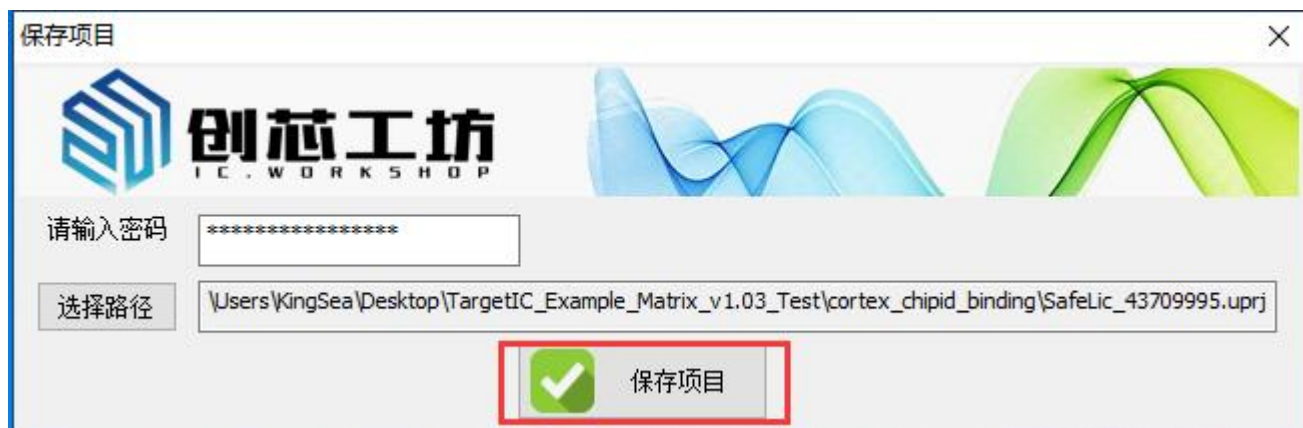 保存项目
创芯工坊
IC.WORKSHOP
请输入密码 ****************
选择路径 \Users\KingSea\Desktop\TargetIC_Example_Matrix_v1.03_Test\cortex_chipid_binding\SafeLic_43709995.uprj
保存项目